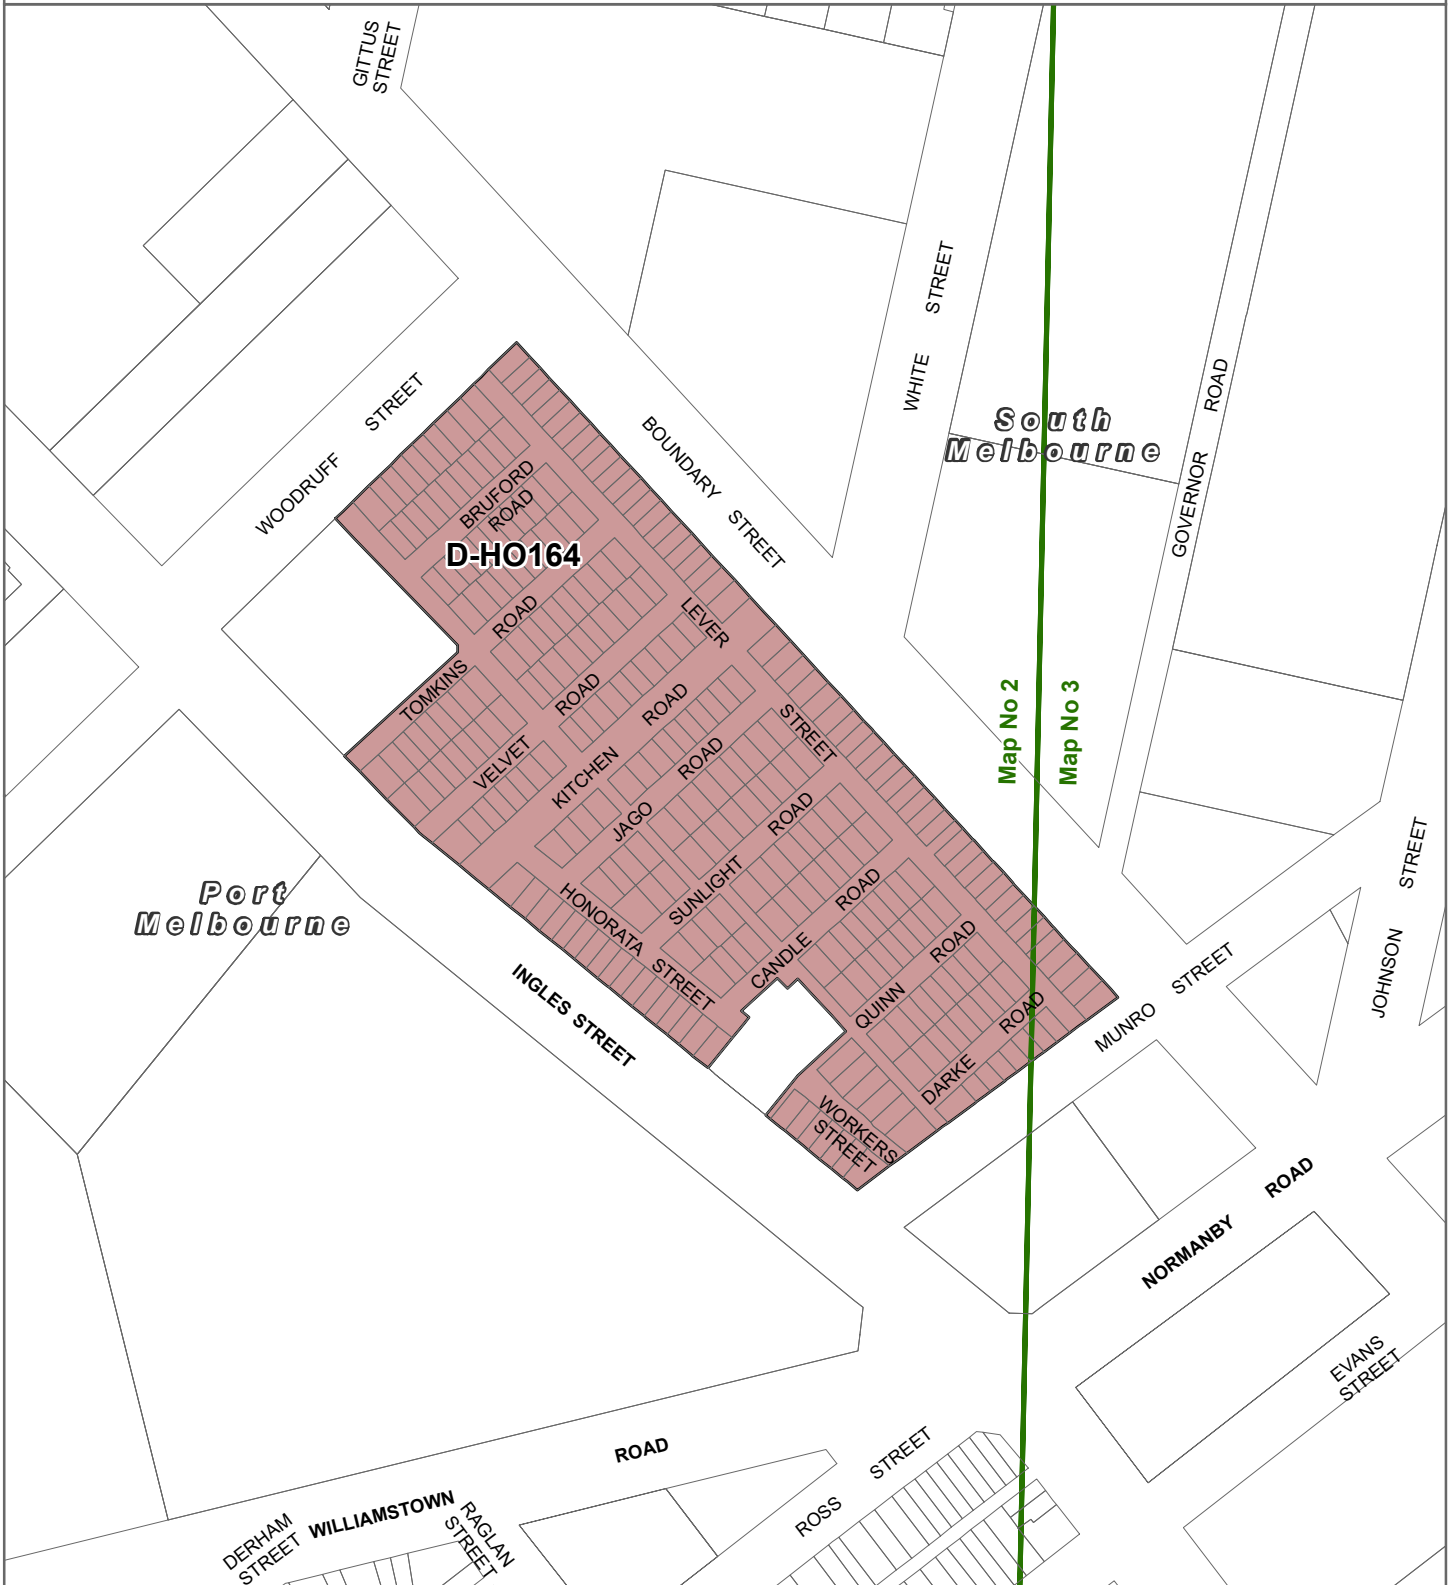 GITTUS
STREET
WHITE STREET
WOODRUFF STREET
BOUNDARY STREET
GOVERNOR ROAD
South
Melbourne
BRUFORD
ROAD
D-HO164
LEVER STREET
TOMKINS ROAD
VELVET ROAD
KITCHEN ROAD
JAGO ROAD
SUNLIGHT ROAD
Map No 2
Map No 3
HONORATA STREET
CANDLE ROAD
QUINN ROAD
DARKE ROAD
WORKERS
STREET
Port
Melbourne
INGLES STREET
MUNRO STREET
JOHNSON STREET
NORMANBY ROAD
EVANS
STREET
WILLIAMSTOWN ROAD
ROSS STREET
DERHAM
STREET
RAGLAN
STREET